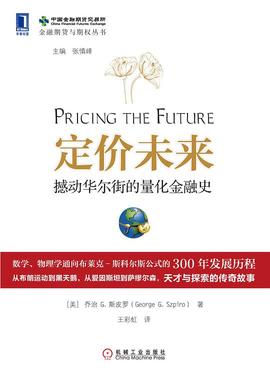 中国金融期货交易所
China Financial Futures Exchange
金融期货与期权丛书
主编 张慎峰
PRICING THE FUTURE
定价未来
撼动华尔街的量化金融史
数学、物理学通向布莱克-斯科尔斯公式的300年发展历程
从布朗运动到黑天鹅，从爱因斯坦到萨缪尔森，天才与探索的传奇故事
[美] 乔治 G. 斯皮罗 (George G. Szpiro) 著
王彩虹 译
机械工业出版社